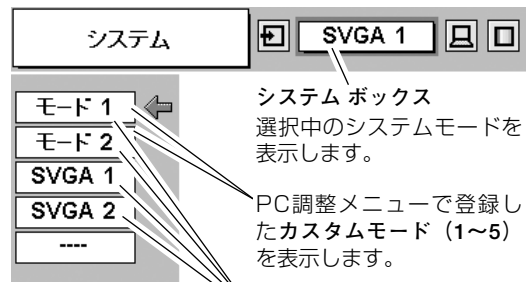 システム
SVGA 1
モード 1
モード 2
SVGA 1
SVGA 2
----
システム ボックス
選択中のシステムモードを
表示します。
PC調整メニューで登録し
たカスタムモード（1〜5）
を表示します。